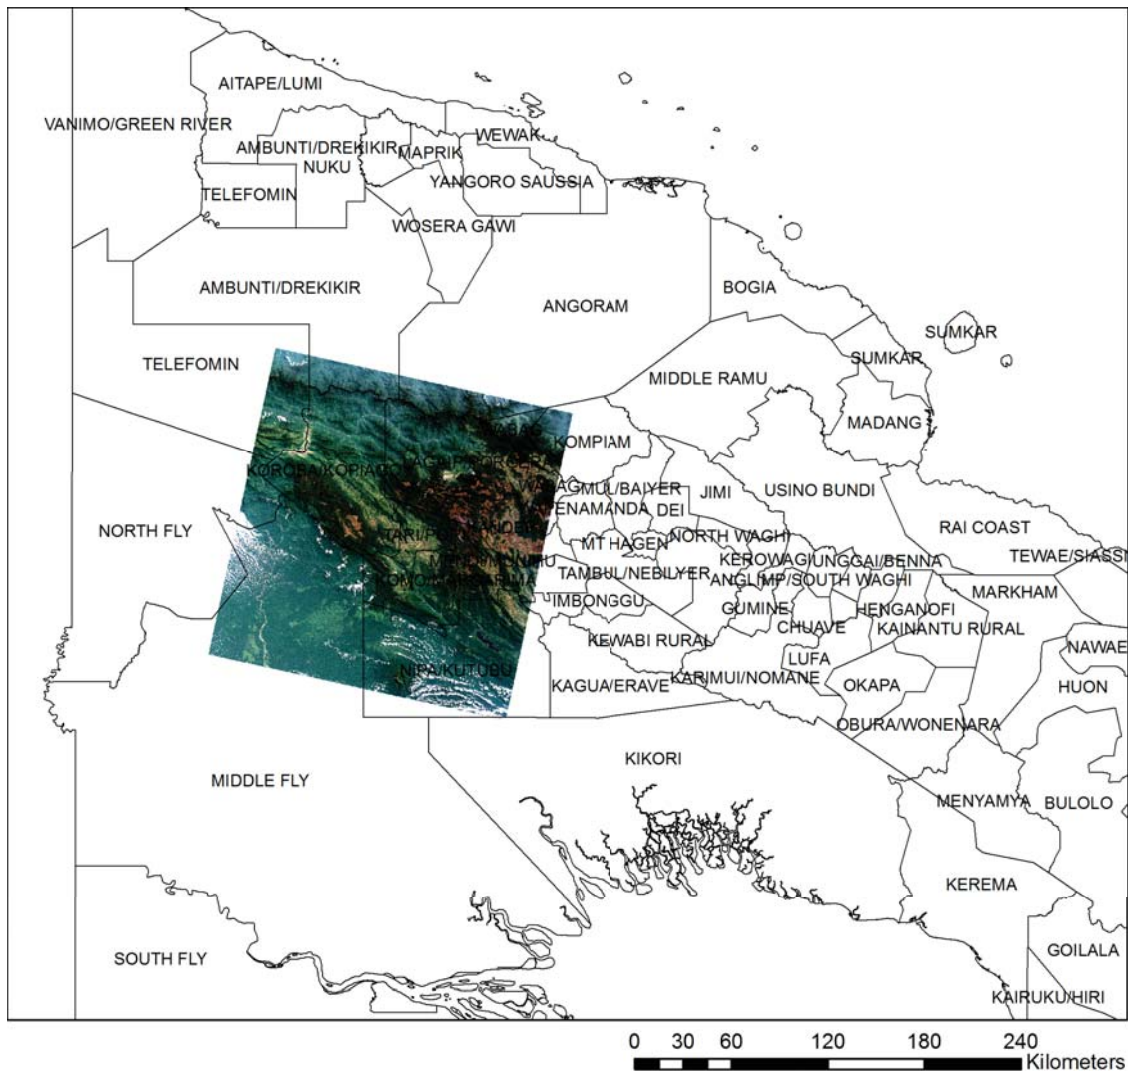 AITAPE/LUMI
VANIMO/GREEN RIVER
WEWAK
AMBUNTI/DREKIKIR
MAPRIK
NUKU
YANGORO SAUSSIA
TELEFOMIN
WOSERA GAWI
AMBUNTI/DREKIKIR
BOGIA
ANGORAM
SUMKAR
SUMKAR
TELEFOMIN
MIDDLE RAMU
MADANG
KOMPIAM
MUL/BAIYER
JIMI
USINO BUNDI
DEI
NORTH FLY
RAI COAST
NORTH WAGHI
MT HAGEN
TEWAE/SIASSI
KEROWAGI
UNGGAI/BENNA
TAMBUL/NEBILYER
ANGLIMP/SOUTH WAGHI
MARKHAM
IMBONGGU
GUMINE
HENGANOFI
CHUAVE
KAINANTU RURAL
KEWABI RURAL
NAWAE
LUFA
NIPA/KUTUBU
KARIMUI/NOMANE
KAGUA/ERAVE
OKAPA
HUON
OBURA/WONENARA
KIKORI
MIDDLE FLY
MENYAMYA
BULOLO
KEREMA
GOILALA
SOUTH FLY
KAIRUKU/HIRI
0 30 60 120 180 240
Kilometers